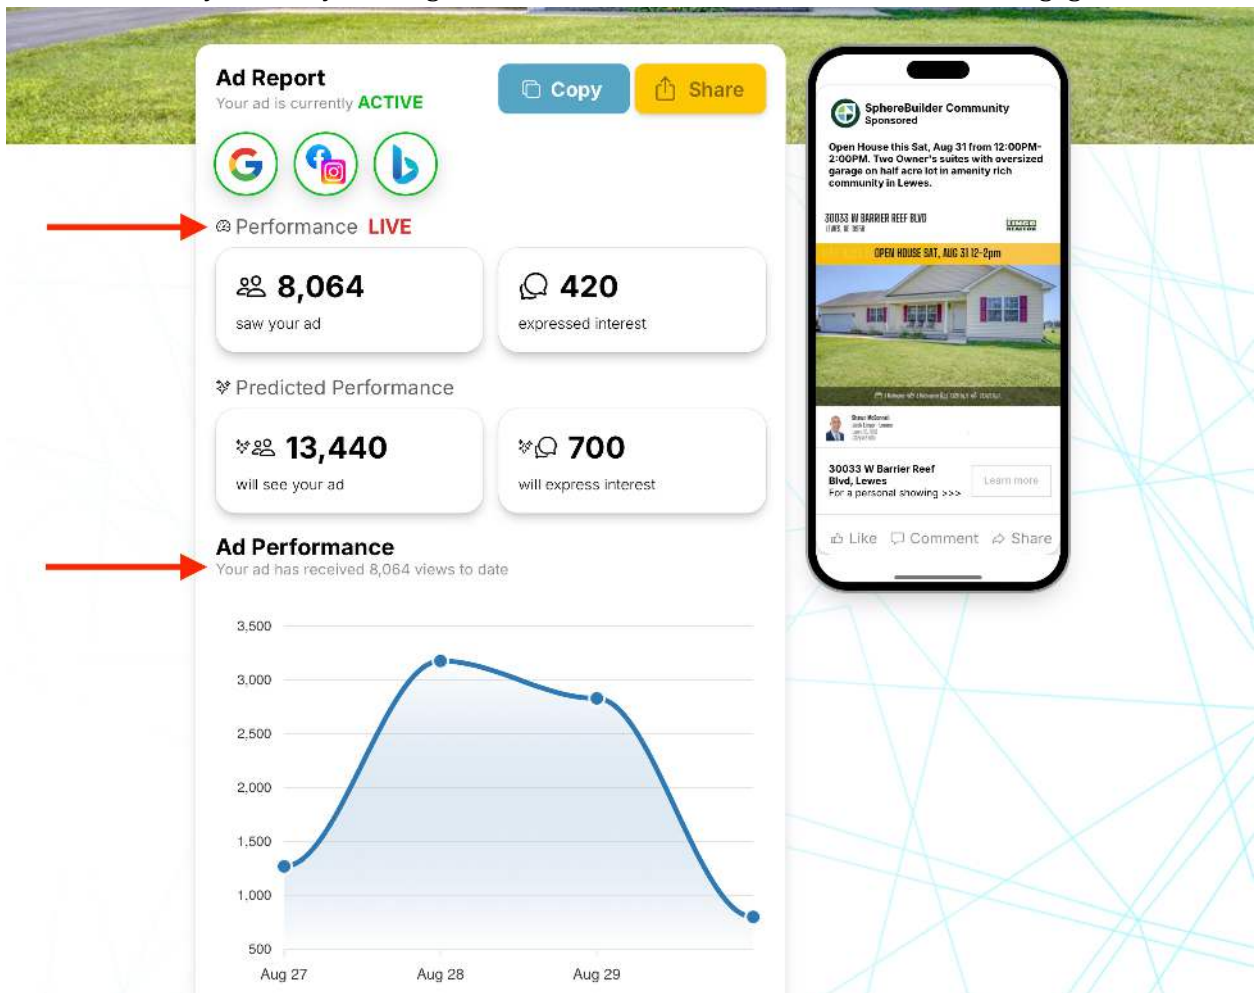 Ad Report
Your ad is currently ACTIVE
Copy
Share
Performance LIVE
8,064
saw your ad
420
expressed interest
Predicted Performance
13,440
will see your ad
700
will express interest
Ad Performance
Your ad has received 8,064 views to date
3,500
3,000
2,500
2,000
1,500
1,000
500
Aug 27
Aug 28
Aug 29
SphereBuilder Community
Sponsored
Open House this Sat, Aug 31 from 12:00PM-
2:00PM. Two Owner's suites with oversized
garage on half acre lot in amenity rich
community in Lewes.
30033 W BARRIER REEF BLVD
OPEN HOUSE SAT, AUG 31 12-2pm
30033 W Barrier Reef
Blvd, Lewes
For a personal showing >>>
Learn more
Like
Comment
Share